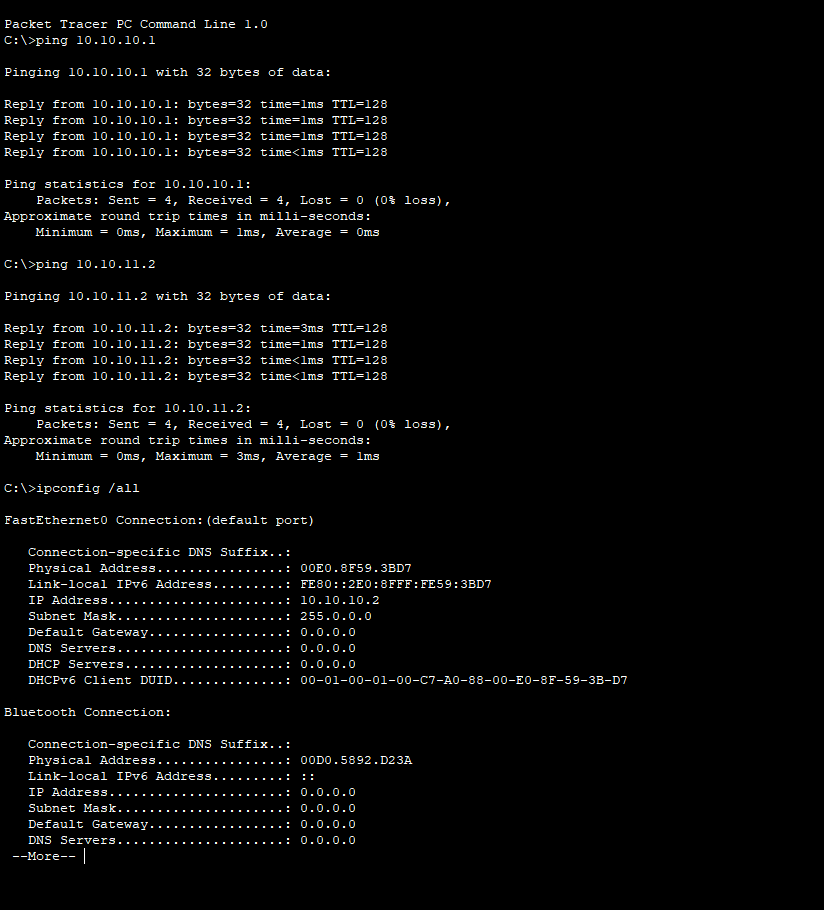 Packet Tracer PC Command Line 1.0
C:\>ping 10.10.10.1
Pinging 10.10.10.1 with 32 bytes of data:
Reply from 10.10.10.1: bytes=32 time=1ms TTL=128
Reply from 10.10.10.1: bytes=32 time=1ms TTL=128
Reply from 10.10.10.1: bytes=32 time=1ms TTL=128
Reply from 10.10.10.1: bytes=32 time<1ms TTL=128
Ping statistics for 10.10.10.1:
    Packets: Sent = 4, Received = 4, Lost = 0 (0% loss),
Approximate round trip times in milli-seconds:
    Minimum = 0ms, Maximum = 1ms, Average = 0ms
C:\>ping 10.10.11.2
Pinging 10.10.11.2 with 32 bytes of data:
Reply from 10.10.11.2: bytes=32 time=3ms TTL=128
Reply from 10.10.11.2: bytes=32 time=1ms TTL=128
Reply from 10.10.11.2: bytes=32 time<1ms TTL=128
Reply from 10.10.11.2: bytes=32 time<1ms TTL=128
Ping statistics for 10.10.11.2:
    Packets: Sent = 4, Received = 4, Lost = 0 (0% loss),
Approximate round trip times in milli-seconds:
    Minimum = 0ms, Maximum = 3ms, Average = 1ms
C:\>ipconfig /all
FastEthernet0 Connection:(default port)
   Connection-specific DNS Suffix..:
   Physical Address................: 00E0.8F59.3BD7
   Link-local IPv6 Address.........: FE80::2E0:8FFF:FE59:3BD7
   IP Address......................: 10.10.10.2
   Subnet Mask.....................: 255.0.0.0
   Default Gateway.................: 0.0.0.0
   DNS Servers.....................: 0.0.0.0
   DHCP Servers....................: 0.0.0.0
   DHCPv6 Client DUID..............: 00-01-00-01-00-C7-A0-88-00-E0-8F-59-3B-D7
Bluetooth Connection:
   Connection-specific DNS Suffix..:
   Physical Address................: 00D0.5892.D23A
   Link-local IPv6 Address.........: ::
   IP Address......................: 0.0.0.0
   Subnet Mask.....................: 0.0.0.0
   Default Gateway.................: 0.0.0.0
   DNS Servers.....................: 0.0.0.0
 --More--